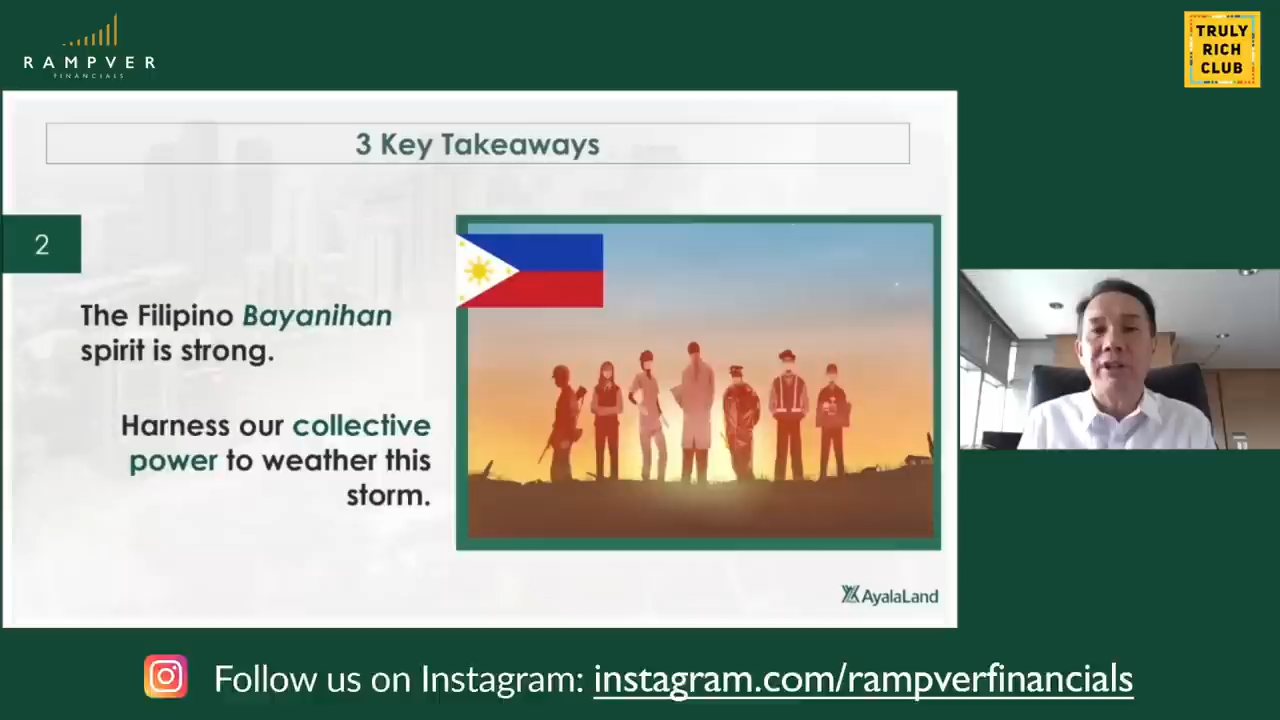 RAMPVER
FINANCIALS
TRULY
RICH
CLUB
3 Key Takeaways
2
The Filipino Bayanihan
spirit is strong.
Harness our collective
power to weather this
storm.
AyalaLand
Follow us on Instagram: instagram.com/rampverfinancials